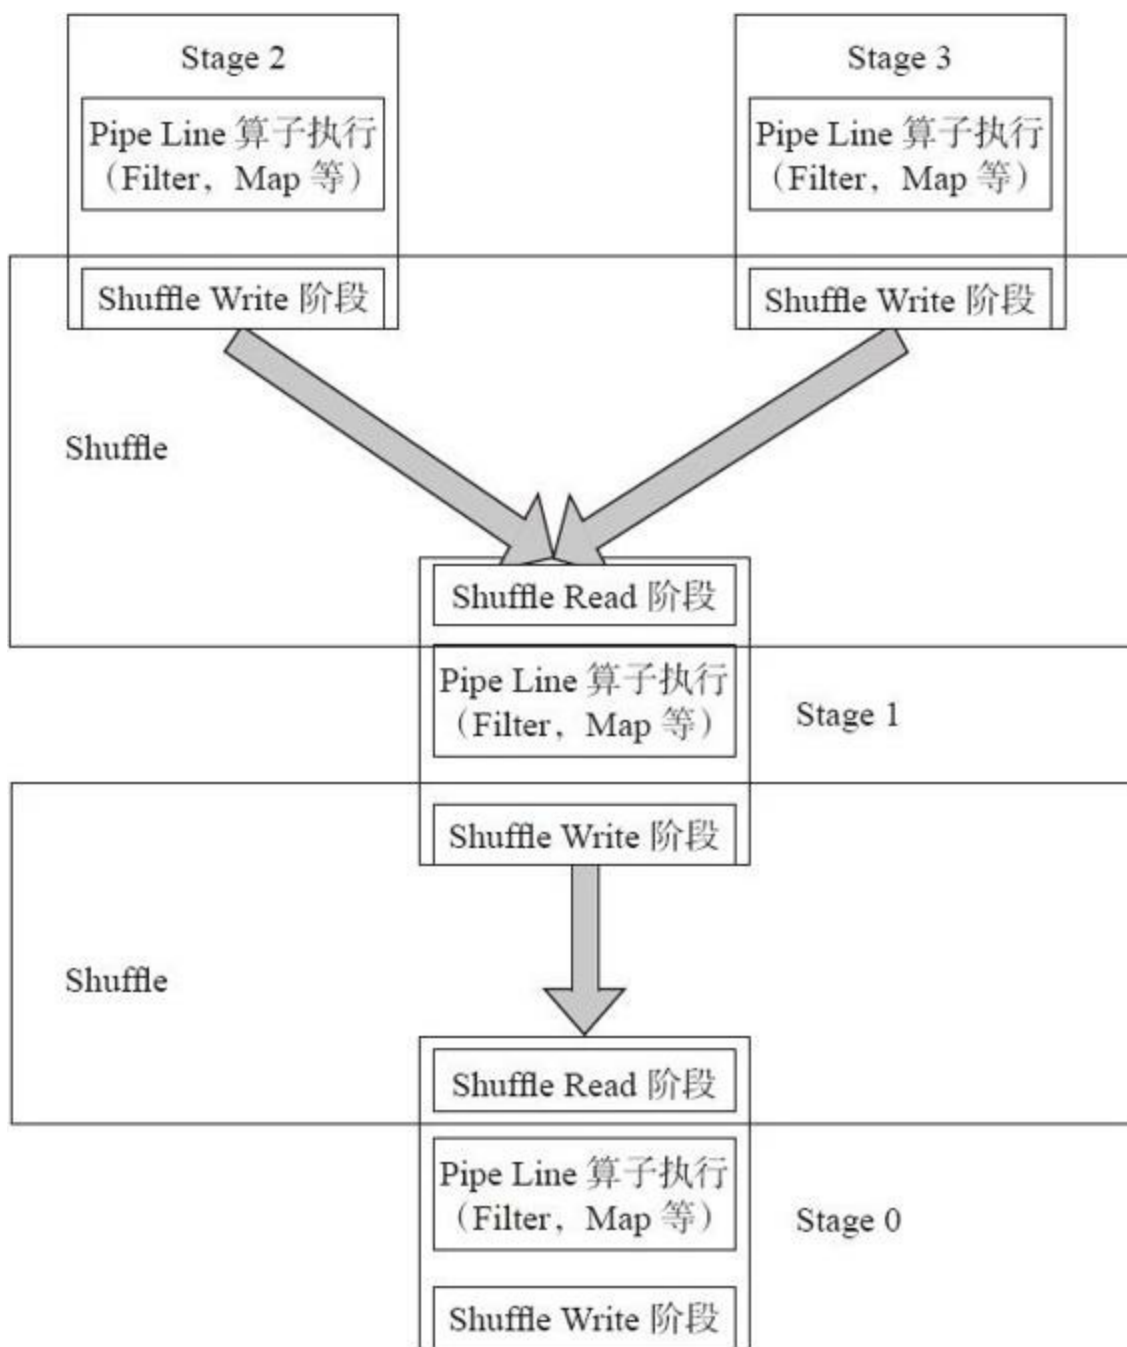 Stage 2
Stage 3
Pipe Line 算子执行
（Filter，Map 等）
Pipe Line 算子执行
（Filter，Map 等）
Shuffle Write 阶段
Shuffle Write 阶段
Shuffle
Shuffle Read 阶段
Pipe Line 算子执行
（Filter，Map 等）
Stage 1
Shuffle Write 阶段
Shuffle
Shuffle Read 阶段
Pipe Line 算子执行
（Filter，Map 等）
Stage 0
Shuffle Write 阶段